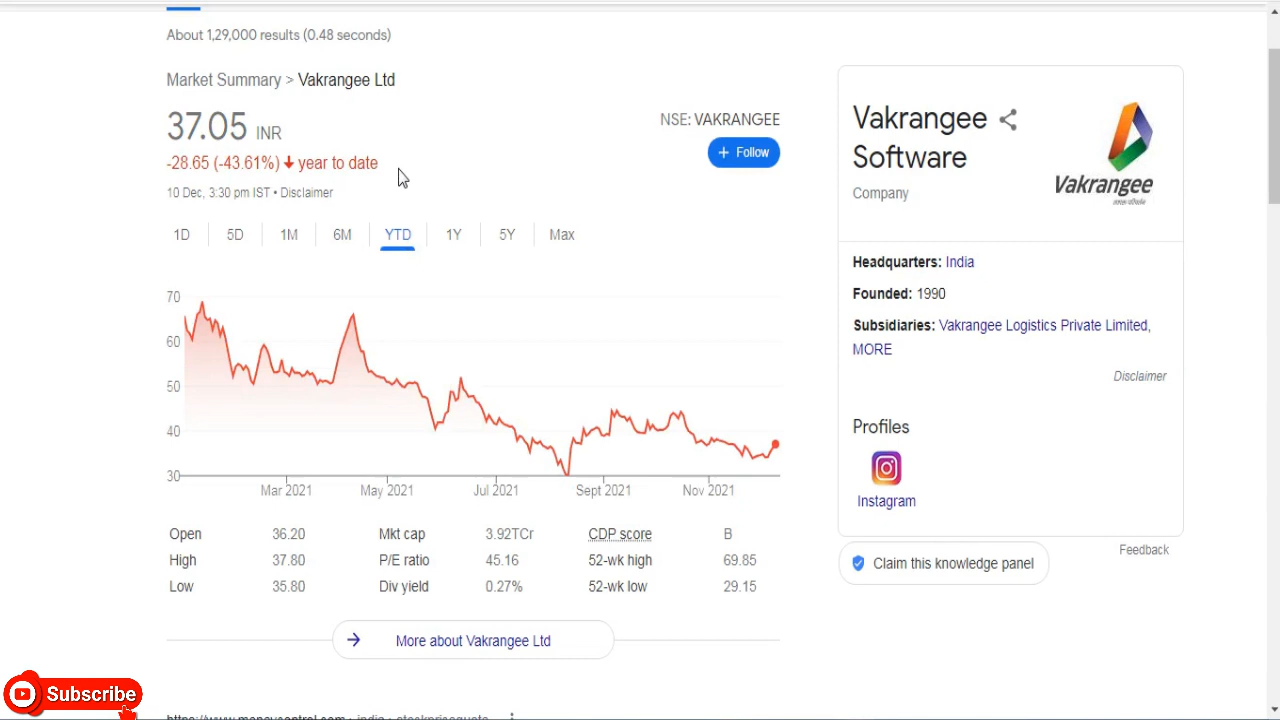 About 1,29,000 results (0.48 seconds)
Market Summary > Vakrangee Ltd
37.05 INR
-28.65 (-43.61%) ↓ year to date
10 Dec, 3:30 pm IST • Disclaimer
NSE: VAKRANGEE
+ Follow
1D 5D 1M 6M YTD 1Y 5Y Max
70
60
50
40
30
Mar 2021 May 2021 Jul 2021 Sept 2021 Nov 2021
Open 36.20 Mkt cap 3.92TCr CDP score B
High 37.80 P/E ratio 45.16 52-wk high 69.85
Low 35.80 Div yield 0.27% 52-wk low 29.15
→ More about Vakrangee Ltd
Vakrangee
Software
Company
Vakrangee
Headquarters: India
Founded: 1990
Subsidiaries: Vakrangee Logistics Private Limited,
MORE
Disclaimer
Profiles
Instagram
Feedback
Claim this knowledge panel
Subscribe
https://www.moneycontrol.com › india › stockpricequote